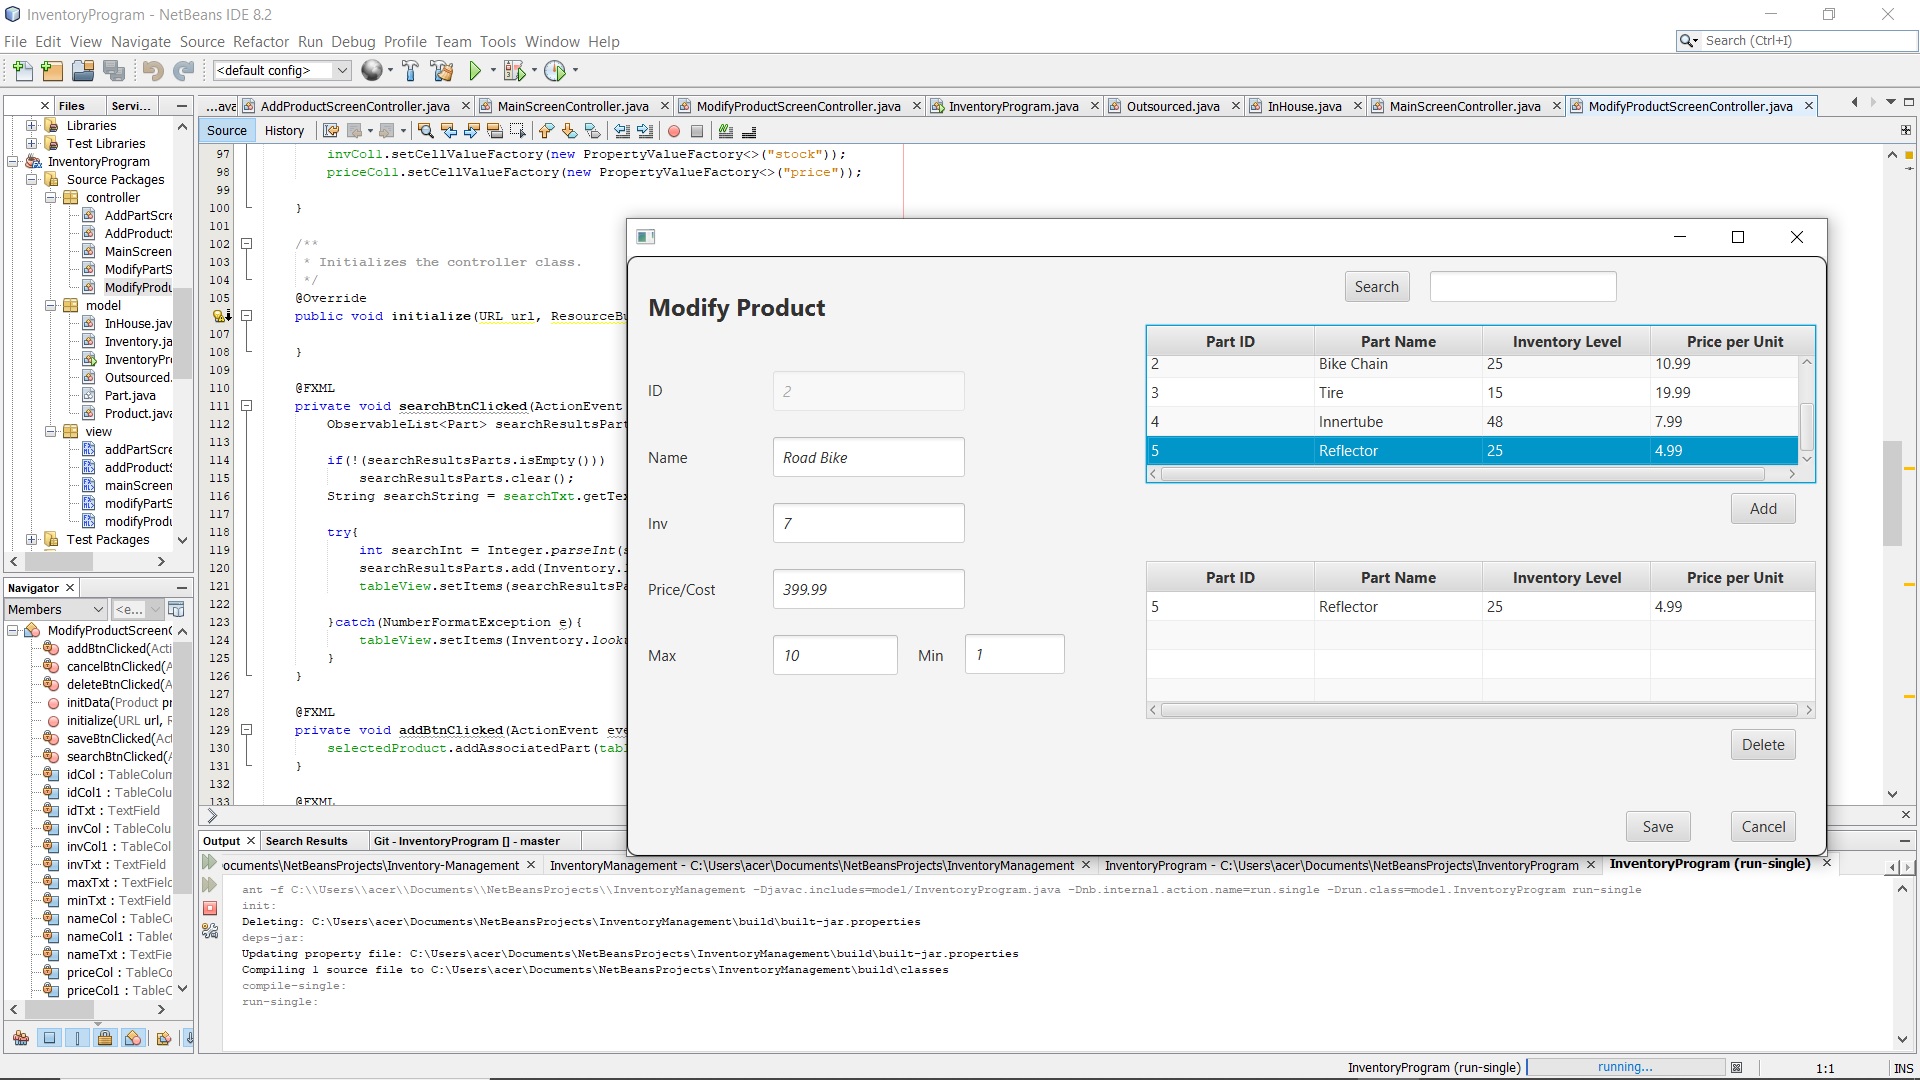 InventoryProgram - NetBeans IDE 8.2
File Edit View Navigate Source Refactor Run Debug Profile Team Tools Window Help
Search (Ctrl+I)
<default config>
Files
Servi...
...ava
AddProductScreenController.java
MainScreenController.java
ModifyProductScreenController.java
InventoryProgram.java
Outsourced.java
InHouse.java
MainScreenController.java
ModifyProductScreenController.java
Source
History
Libraries
Test Libraries
InventoryProgram
Source Packages
controller
AddPartScre
AddProductS
MainScreen
ModifyPartS
ModifyProdu
model
InHouse.jav
Inventory.ja
InventoryPr
Outsourced.
Part.java
Product.java
view
addPartScre
addProductS
mainScreen
modifyPartS
modifyProdu
Test Packages
97 invCol1.setCellValueFactory(new PropertyValueFactory<>("stock"));
98 priceCol1.setCellValueFactory(new PropertyValueFactory<>("price"));
99
100 }
101
102 /**
103 * Initializes the controller class.
104 */
105 @Override
public void initialize(URL url, ResourceBu
107
108 }
109
110 @FXML
111 private void searchBtnClicked(ActionEvent
112 ObservableList<Part> searchResultsPart
113
114 if(!(searchResultsParts.isEmpty()))
115 searchResultsParts.clear();
116 String searchString = searchTxt.getTex
117
118 try{
119 int searchInt = Integer.parseInt(s
120 searchResultsParts.add(Inventory.l
121 tableView.setItems(searchResultsPa
122
123 }catch(NumberFormatException e){
124 tableView.setItems(Inventory.looku
125 }
126 }
127
128 @FXML
129 private void addBtnClicked(ActionEvent eve
130 selectedProduct.addAssociatedPart(tabl
131 }
132
133 @FXML
Modify Product
Search
ID 2
Name Road Bike
Inv 7
Price/Cost 399.99
Max 10 Min 1
Part ID Part Name Inventory Level Price per Unit
2 Bike Chain 25 10.99
3 Tire 15 19.99
4 Innertube 48 7.99
5 Reflector 25 4.99
Add
Part ID Part Name Inventory Level Price per Unit
5 Reflector 25 4.99
Delete
Save
Cancel
Navigator
Members
<e...
ModifyProductScreenC
addBtnClicked(Acti
cancelBtnClicked(A
deleteBtnClicked(A
initData(Product pr
initialize(URL url, R
saveBtnClicked(Act
searchBtnClicked(A
idCol : TableColum
idCol1 : TableColu
idTxt : TextField
invCol : TableColu
invCol1 : TableCol
invTxt : TextField
maxTxt : TextField
minTxt : TextField
nameCol : TableC
nameCol1 : Table
nameTxt : TextFie
priceCol : TableCo
priceCol1 : TableC
Output
Search Results
Git - InventoryProgram [] - master
ocuments\NetBeansProjects\Inventory-Management
InventoryManagement - C:\Users\acer\Documents\NetBeansProjects\InventoryManagement
InventoryProgram - C:\Users\acer\Documents\NetBeansProjects\InventoryProgram
InventoryProgram (run-single)
ant -f C:\\Users\\acer\\Documents\\NetBeansProjects\\InventoryManagement -Djavac.includes=model/InventoryProgram.java -Dnb.internal.action.name=run.single -Drun.class=model.InventoryProgram run-single
init:
Deleting: C:\Users\acer\Documents\NetBeansProjects\InventoryManagement\build\built-jar.properties
deps-jar:
Updating property file: C:\Users\acer\Documents\NetBeansProjects\InventoryManagement\build\built-jar.properties
Compiling 1 source file to C:\Users\acer\Documents\NetBeansProjects\InventoryManagement\build\classes
compile-single:
run-single:
InventoryProgram (run-single)
running...
1:1
INS